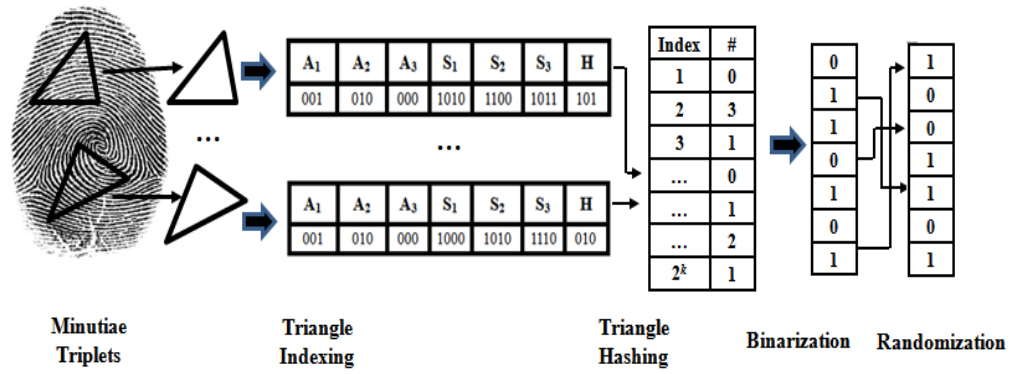 A₁ A₂ A₃ S₁ S₂ S₃ H
001 010 000 1010 1100 1011 101
...
...
A₁ A₂ A₃ S₁ S₂ S₃ H
001 010 000 1000 1010 1110 010
Index #
1 0
2 3
3 1
... 0
... 1
... 2
2ᵏ 1
0
1
1
0
1
0
1
1
0
0
1
1
0
1
Minutiae
Triplets
Triangle
Indexing
Triangle
Hashing
Binarization
Randomization